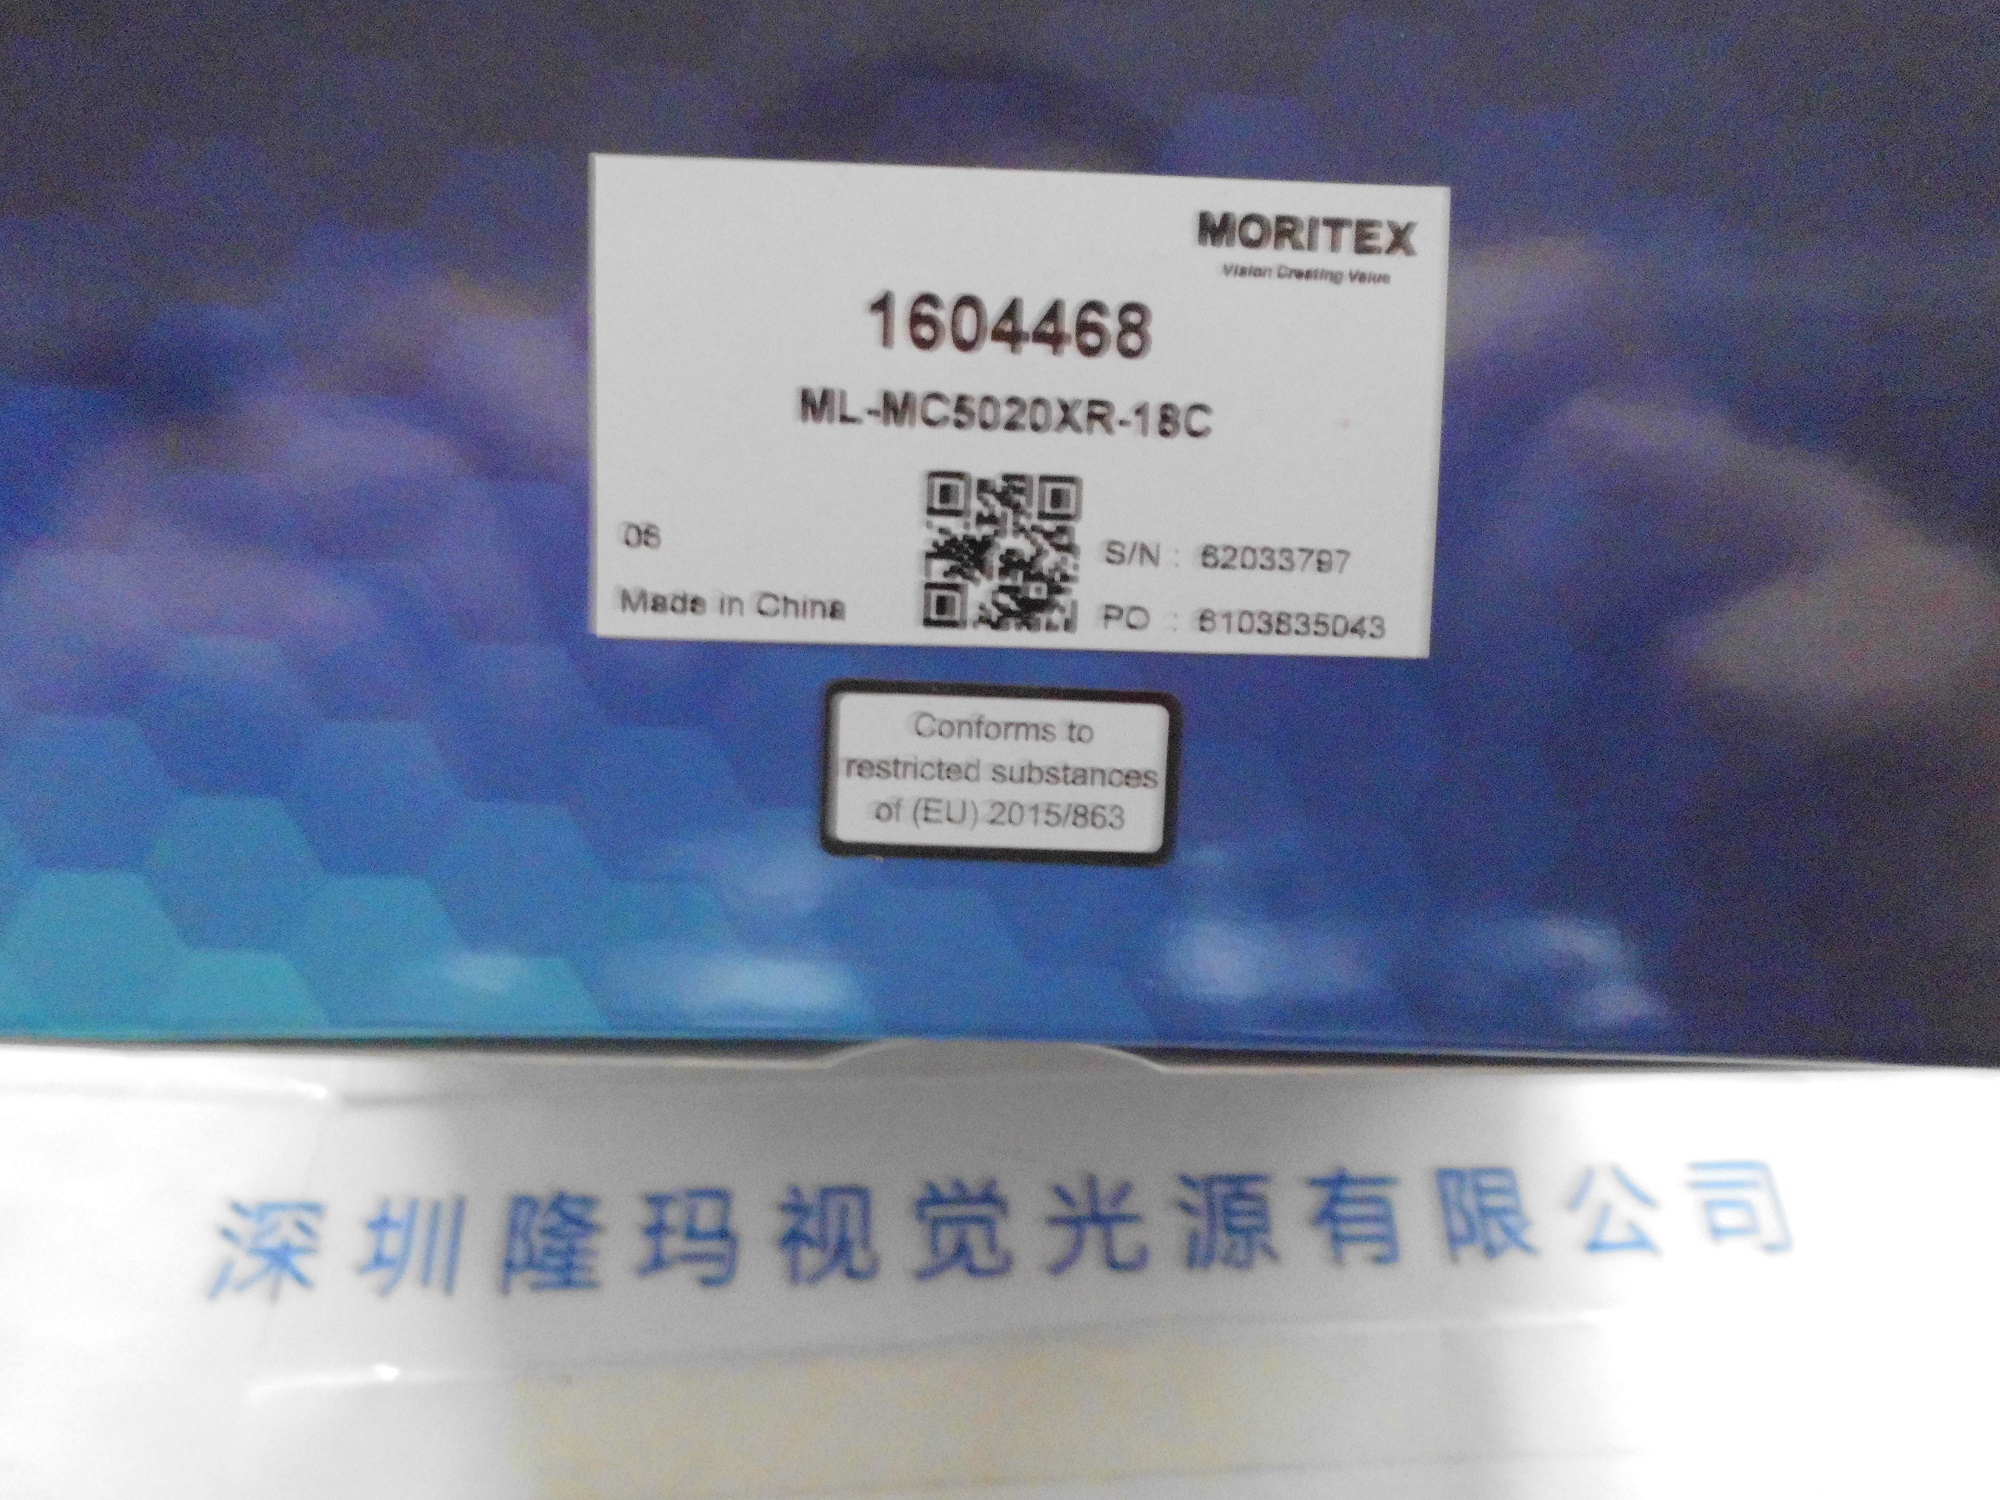 MORITEX
Vision Creating Value
1604468
ML-MC5020XR-18C
06
S/N : 62033797
Made in China
PO : 6103835043
Conforms to
restricted substances
of (EU) 2015/863
深圳隆玛视觉光源有限公司